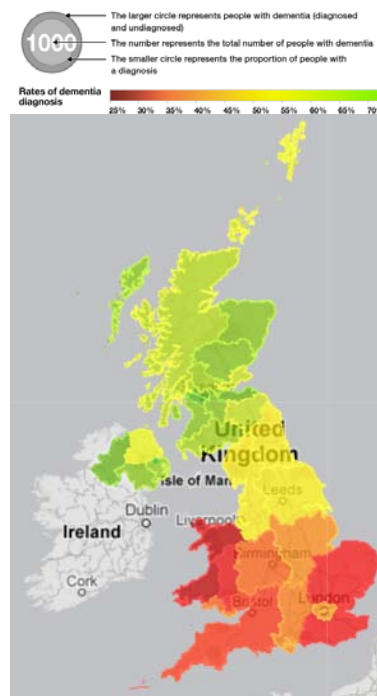 The larger circle represents people with dementia (diagnosed
and undiagnosed)
1000
The number represents the total number of people with dementia
The smaller circle represents the proportion of people with
a diagnosis
Rates of dementia
diagnosis
25% 30% 35% 40% 45% 50% 55% 60% 65% 70%
United
Kingdom
Isle of Man
Leeds
Dublin
Liverpool
Ireland
Birmingham
Cork
Bristol
London